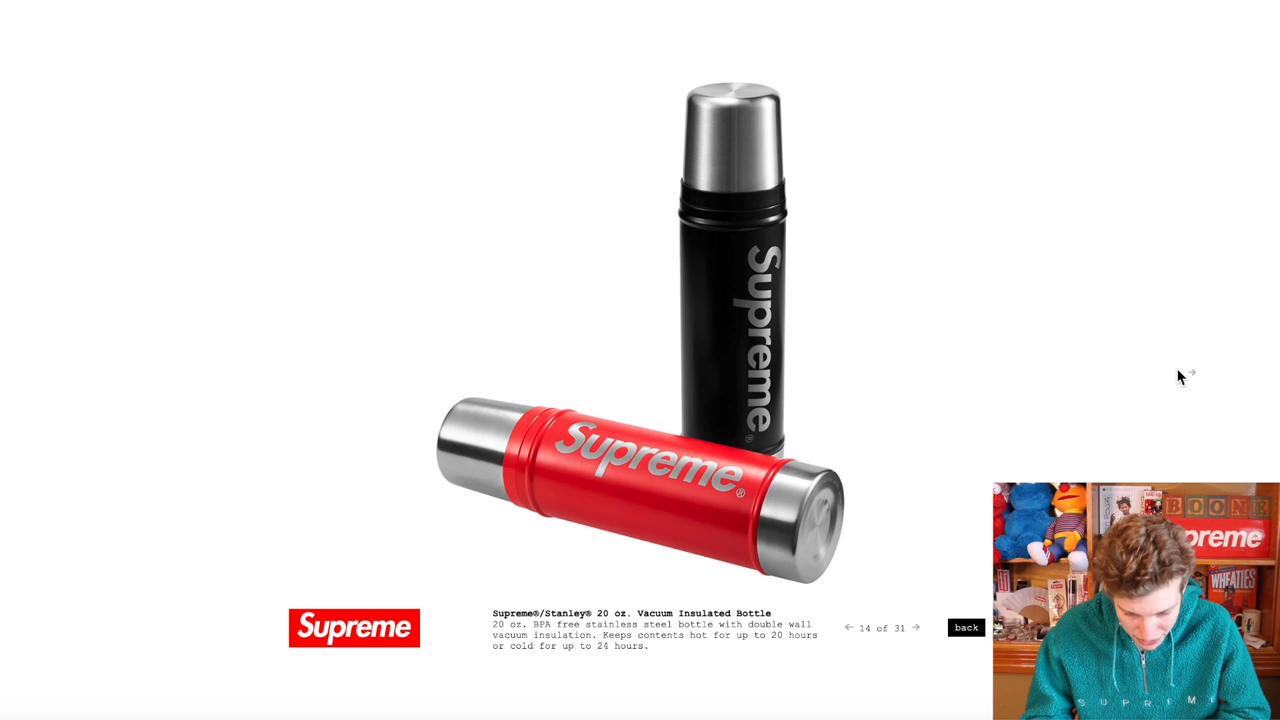 Supreme
Supreme®
Supreme
Supreme®/Stanley® 20 oz. Vacuum Insulated Bottle
20 oz. BPA free stainless steel bottle with double wall
vacuum insulation. Keeps contents hot for up to 20 hours
or cold for up to 24 hours.
← 14 of 31 →
back
BOONE
preme
WHEATIES
SUPREME